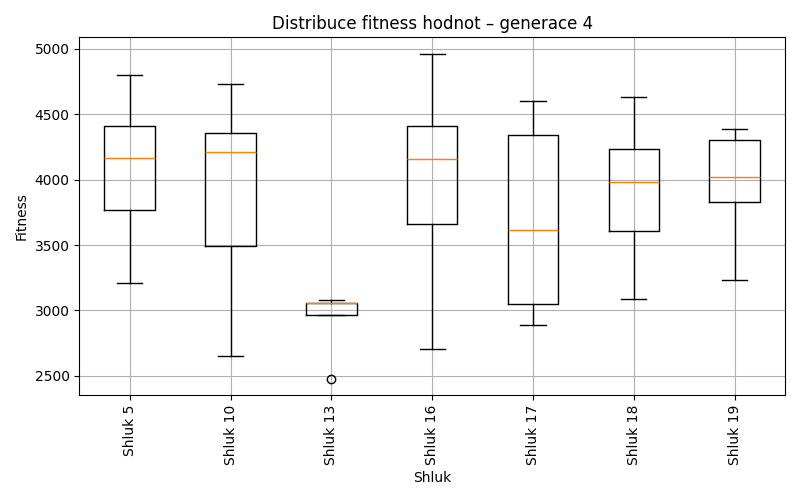 Distribuce fitness hodnot – generace 4
5000
4500
4000
3500
3000
2500
Fitness
Shluk 5
Shluk 10
Shluk 13
Shluk 16
Shluk 17
Shluk 18
Shluk 19
Shluk